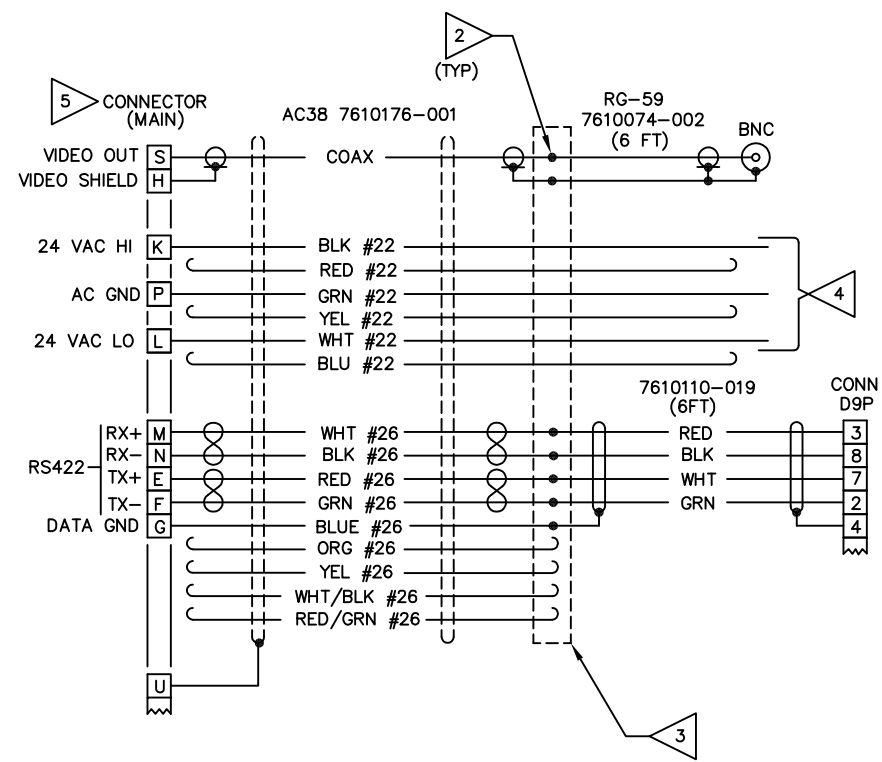 2
(TYP)
5 CONNECTOR
(MAIN)
AC38 7610176-001
RG-59
7610074-002
(6 FT)
BNC
VIDEO OUT S COAX
VIDEO SHIELD H
24 VAC HI K BLK #22
RED #22
AC GND P GRN #22
4
YEL #22
24 VAC LO L WHT #22
BLU #22
7610110-019
(6FT)
CONN
D9P
RX+ M WHT #26 RED 3
RX- N BLK #26 BLK 8
RS422
TX+ E RED #26 WHT 7
TX- F GRN #26 GRN 2
DATA GND G BLUE #26 4
ORG #26
YEL #26
WHT/BLK #26
RED/GRN #26
U
3